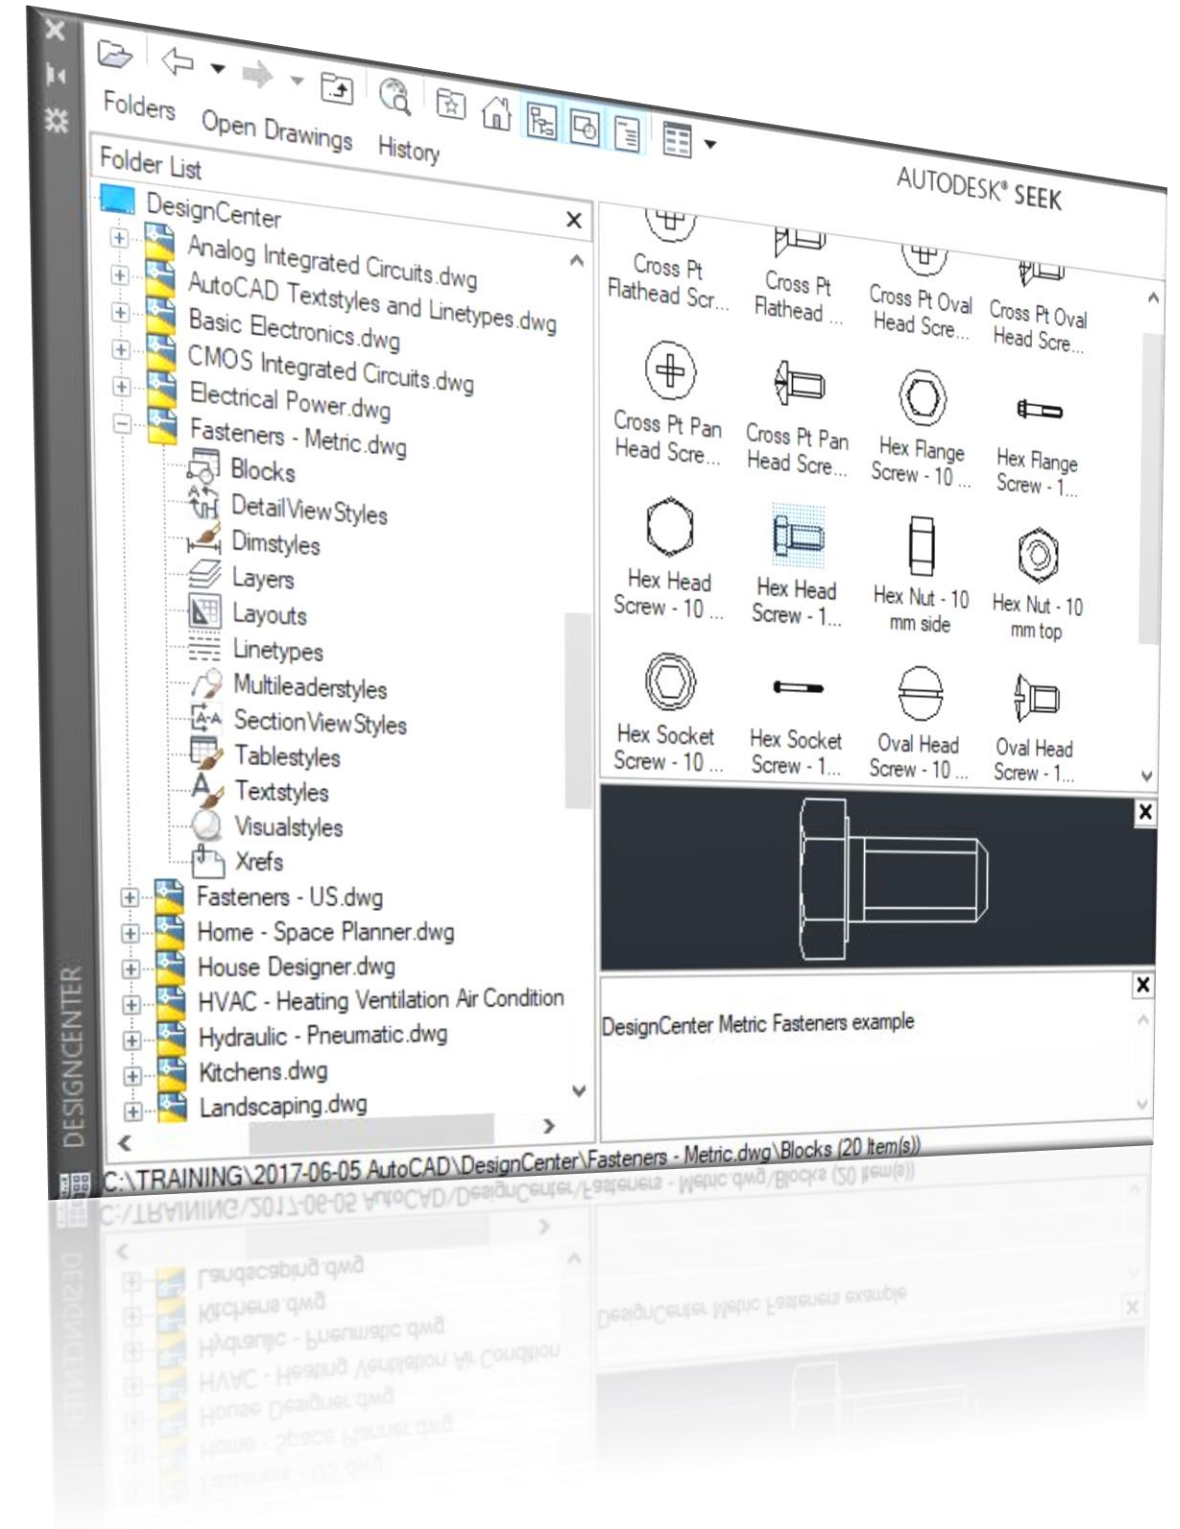 Folders
Open Drawings
History
AUTODESK® SEEK
Folder List
DesignCenter
Analog Integrated Circuits.dwg
AutoCAD Textstyles and Linetypes.dwg
Basic Electronics.dwg
CMOS Integrated Circuits.dwg
Electrical Power.dwg
Fasteners - Metric.dwg
Blocks
DetailViewStyles
Dimstyles
Layers
Layouts
Linetypes
Multileaderstyles
SectionViewStyles
Tablestyles
Textstyles
Visualstyles
Xrefs
Fasteners - US.dwg
Home - Space Planner.dwg
House Designer.dwg
HVAC - Heating Ventilation Air Condition
Hydraulic - Pneumatic.dwg
Kitchens.dwg
Landscaping.dwg
Cross Pt
Flathead Scr...
Cross Pt
Flathead ...
Cross Pt Oval
Head Scre...
Cross Pt Oval
Head Scre...
Cross Pt Pan
Head Scre...
Cross Pt Pan
Head Scre...
Hex Flange
Screw - 10 ...
Hex Flange
Screw - 1...
Hex Head
Screw - 10 ...
Hex Head
Screw - 1...
Hex Nut - 10
mm side
Hex Nut - 10
mm top
Hex Socket
Screw - 10 ...
Hex Socket
Screw - 1...
Oval Head
Screw - 10 ...
Oval Head
Screw - 1...
DesignCenter Metric Fasteners example
DESIGNCENTER
C:\TRAINING\2017-06-05 AutoCAD\DesignCenter\Fasteners - Metric.dwg\Blocks (20 Item(s))